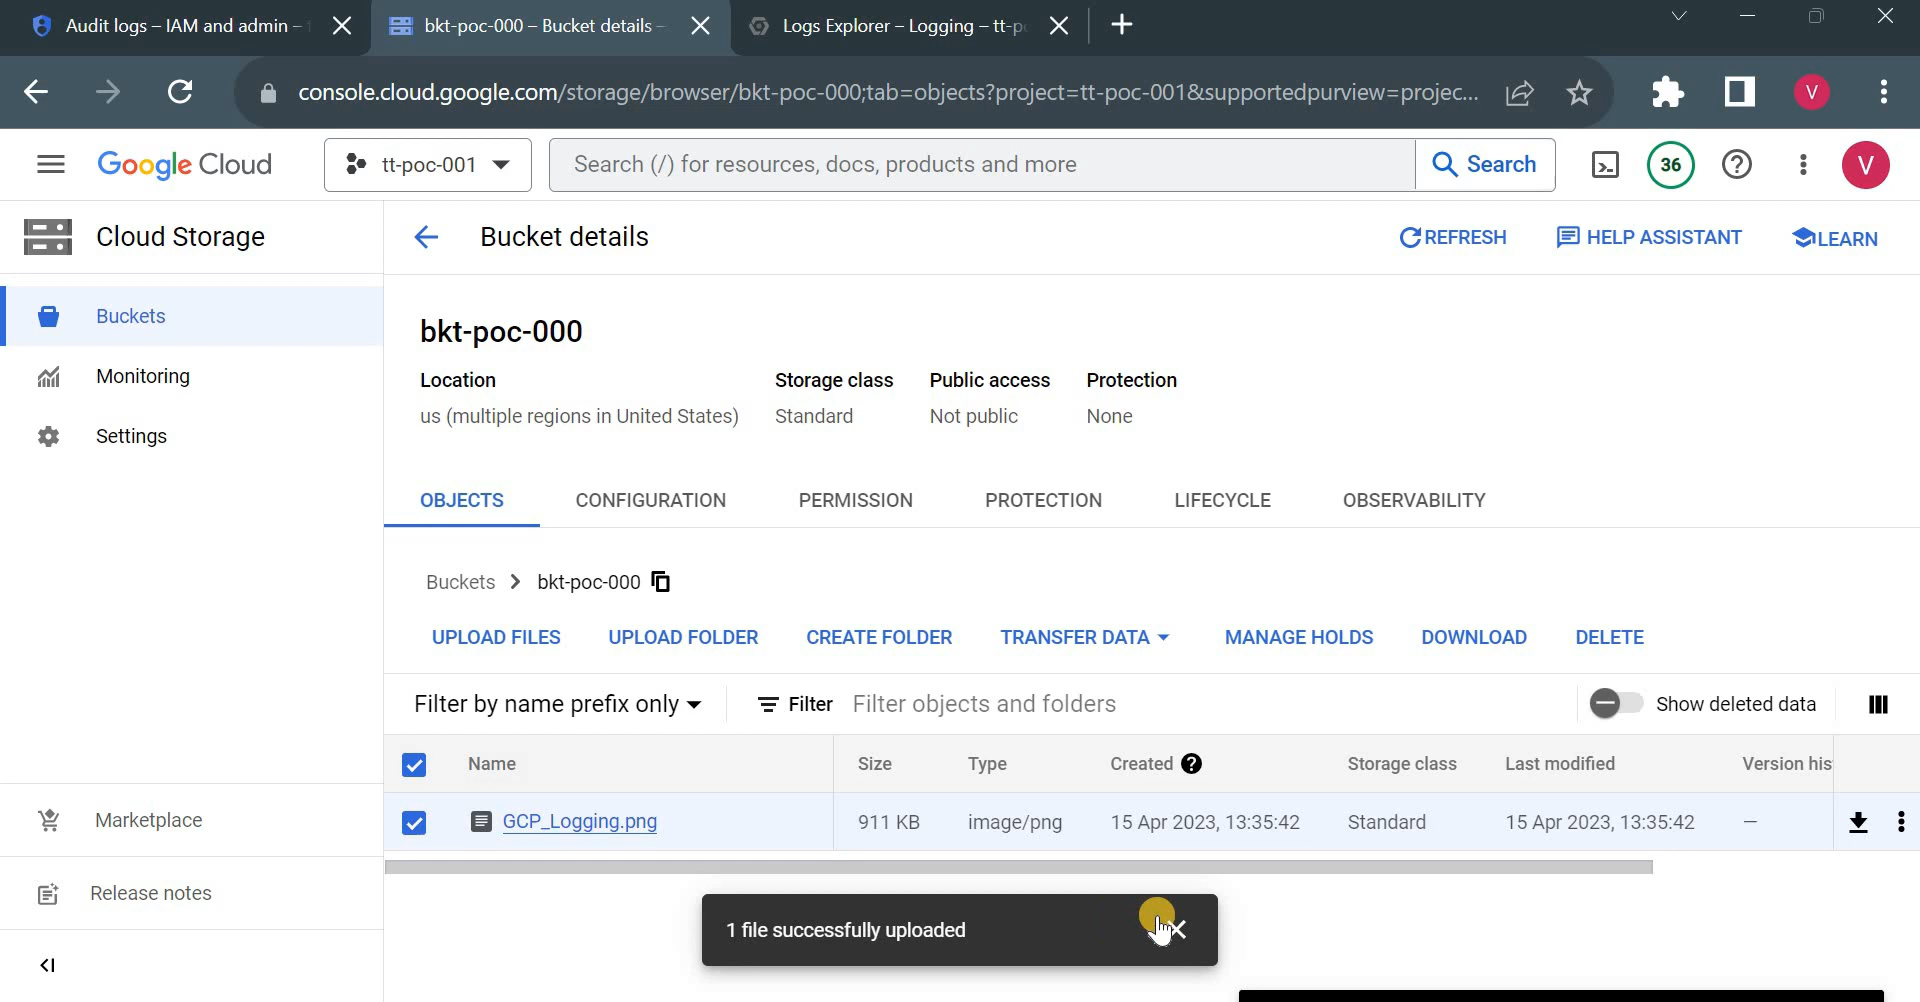 Audit logs – IAM and admin –
bkt-poc-000 – Bucket details –
Logs Explorer – Logging – tt-p
console.cloud.google.com/storage/browser/bkt-poc-000;tab=objects?project=tt-poc-001&supportedpurview=projec...
V
Google Cloud
tt-poc-001
Search (/) for resources, docs, products and more
Search
36
V
Cloud Storage
Bucket details
REFRESH
HELP ASSISTANT
LEARN
Buckets
Monitoring
Settings
Marketplace
Release notes
bkt-poc-000
Location Storage class Public access Protection
us (multiple regions in United States) Standard Not public None
OBJECTS CONFIGURATION PERMISSION PROTECTION LIFECYCLE OBSERVABILITY
Buckets > bkt-poc-000
UPLOAD FILES UPLOAD FOLDER CREATE FOLDER TRANSFER DATA MANAGE HOLDS DOWNLOAD DELETE
Filter by name prefix only Filter Filter objects and folders Show deleted data
Name Size Type Created Storage class Last modified Version his
GCP_Logging.png 911 KB image/png 15 Apr 2023, 13:35:42 Standard 15 Apr 2023, 13:35:42 —
1 file successfully uploaded